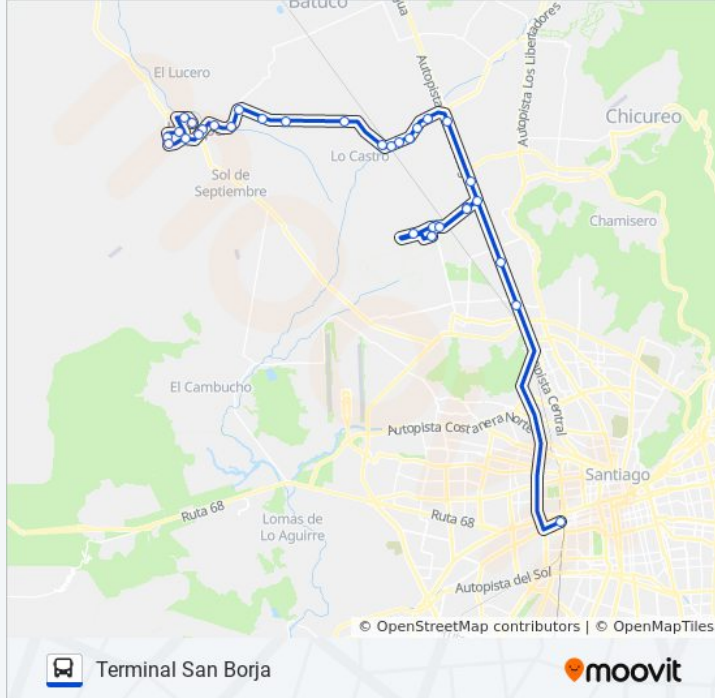 Batuco
El Lucero
Autopista Los Libertadores
Autopista
Chicureo
Lo Castro
Sol de
Septiembre
Chamisero
El Cambucho
Autopista Costanera Norte
Santiago
Ruta 68
Lomas de
Lo Aguirre
Ruta 68
Autopista del Sol
© OpenStreetMap contributors | © OpenMapTiles
Terminal San Borja
moovit